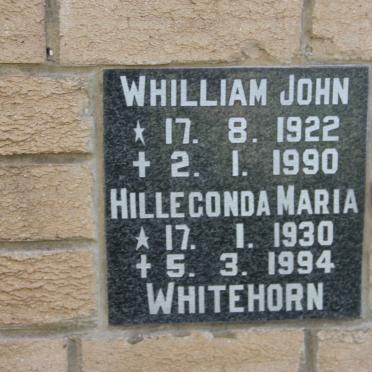 WHILLIAM JOHN
★ 17. 8. 1922
✝ 2. 1. 1990
HILLECONDA MARIA
★ 17. 1. 1930
✝ 5. 3. 1994
WHITEHORN